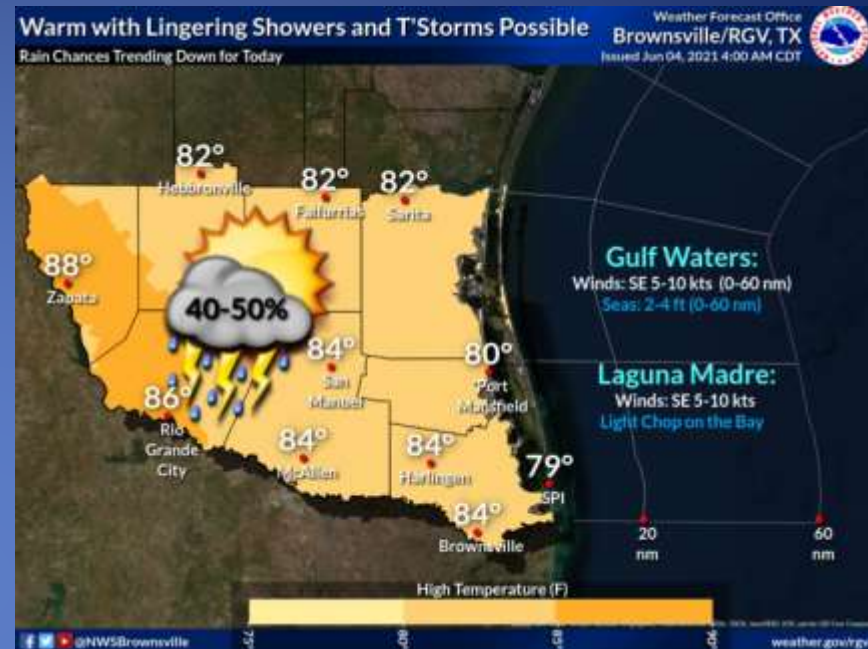 Warm with Lingering Showers and T'Storms Possible
Rain Chances Trending Down for Today
Weather Forecast Office
Brownsville/RGV, TX
Issued Jun 04, 2021 4:00 AM CDT
82°
Hebbronville
82°
Falfurrias
82°
Sarita
88°
Zapata
40-50%
84°
San
Manuel
80°
Port
Mansfield
86°
Rio
Grande
City
84°
McAllen
84°
Harlingen
79°
SPI
84°
Brownsville
Gulf Waters:
Winds: SE 5-10 kts (0-60 nm)
Seas: 2-4 ft (0-60 nm)
Laguna Madre:
Winds: SE 5-10 kts
Light Chop on the Bay
20
nm
60
nm
High Temperature (F)
75°
80°
85°
90°
@NWSBrownsville
weather.gov/rgv